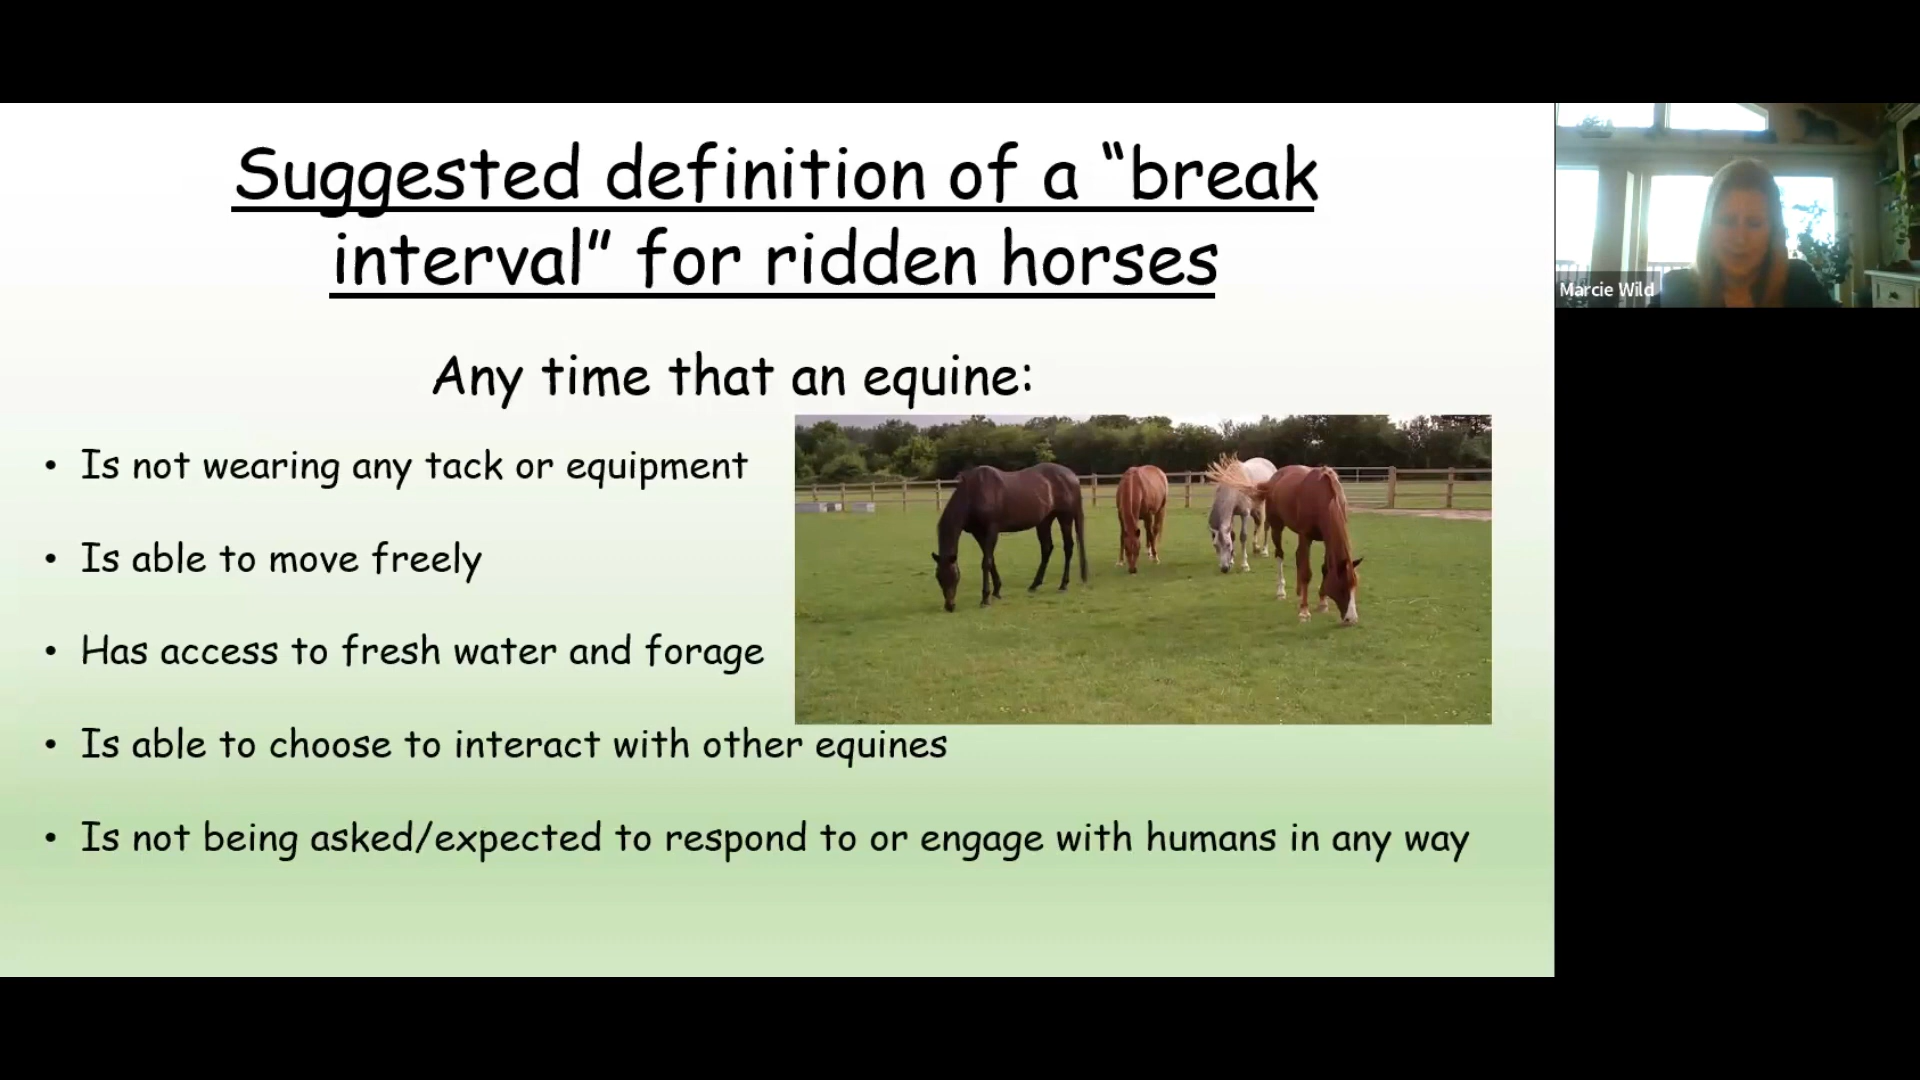 Suggested definition of a “break
interval” for ridden horses
Any time that an equine:
• Is not wearing any tack or equipment
• Is able to move freely
• Has access to fresh water and forage
• Is able to choose to interact with other equines
• Is not being asked/expected to respond to or engage with humans in any way
Marcie Wild